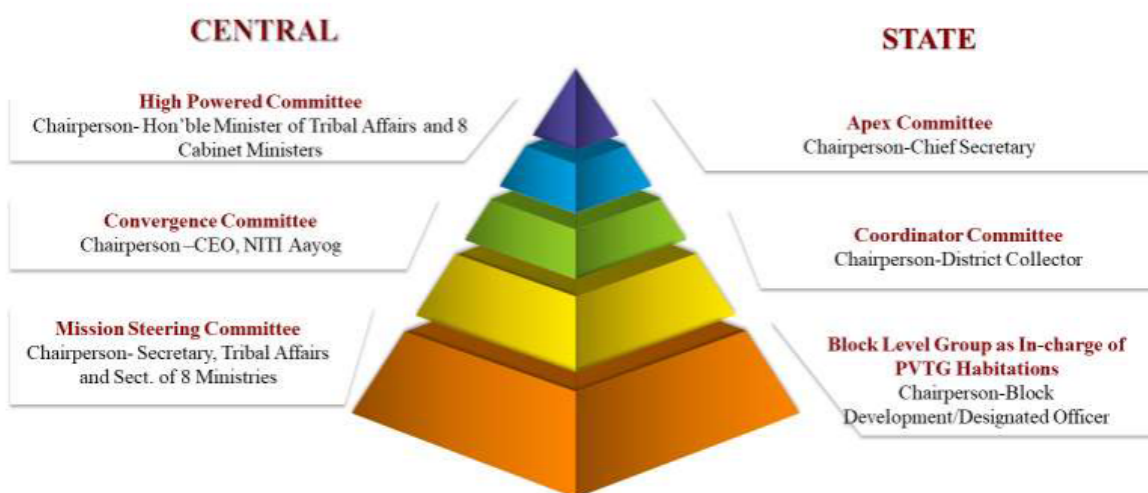 CENTRAL
High Powered Committee
Chairperson- Hon'ble Minister of Tribal Affairs and 8
Cabinet Ministers
Convergence Committee
Chairperson –CEO, NITI Aayog
Mission Steering Committee
Chairperson- Secretary, Tribal Affairs
and Sect. of 8 Ministries
STATE
Apex Committee
Chairperson-Chief Secretary
Coordinator Committee
Chairperson-District Collector
Block Level Group as In-charge of
PVTG Habitations
Chairperson-Block
Development/Designated Officer